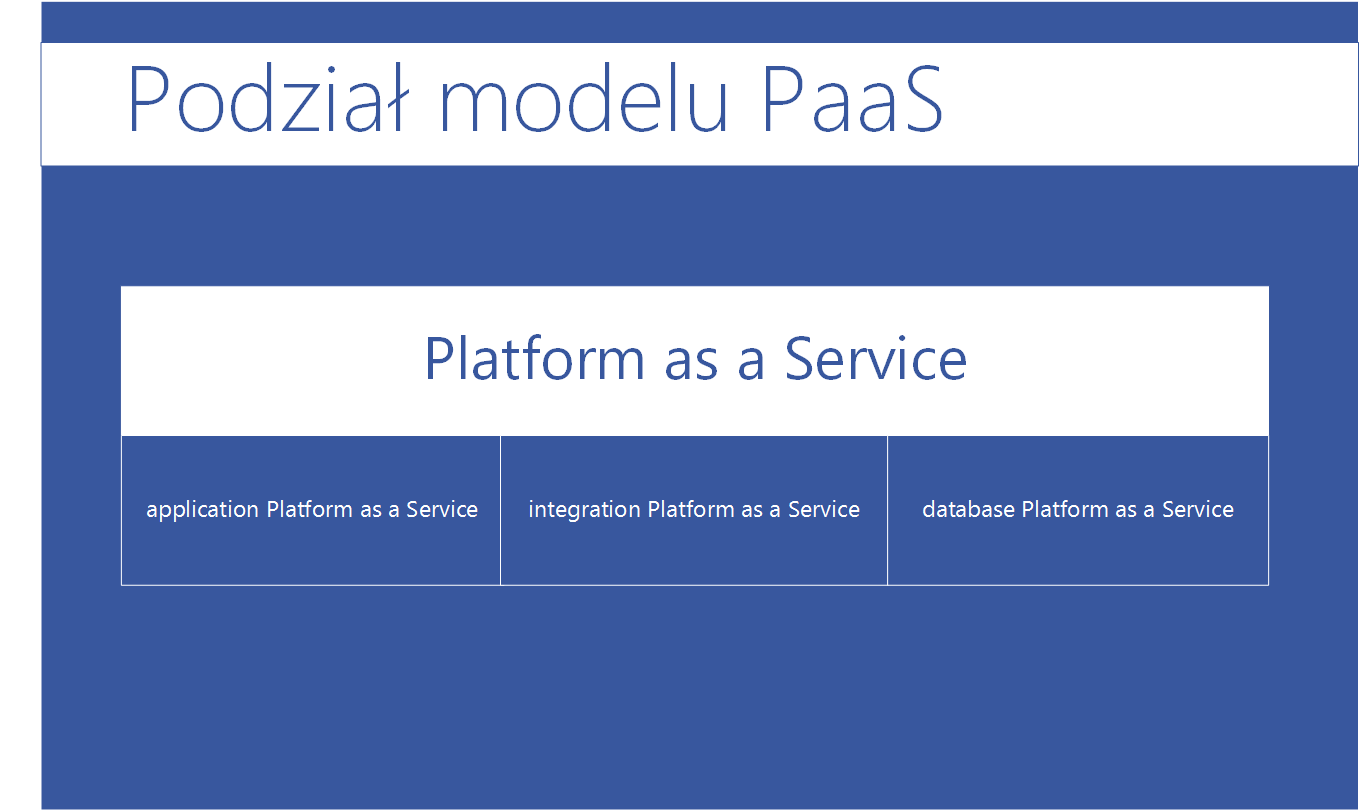 Podział modelu PaaS
Platform as a Service
application Platform as a Service
integration Platform as a Service
database Platform as a Service